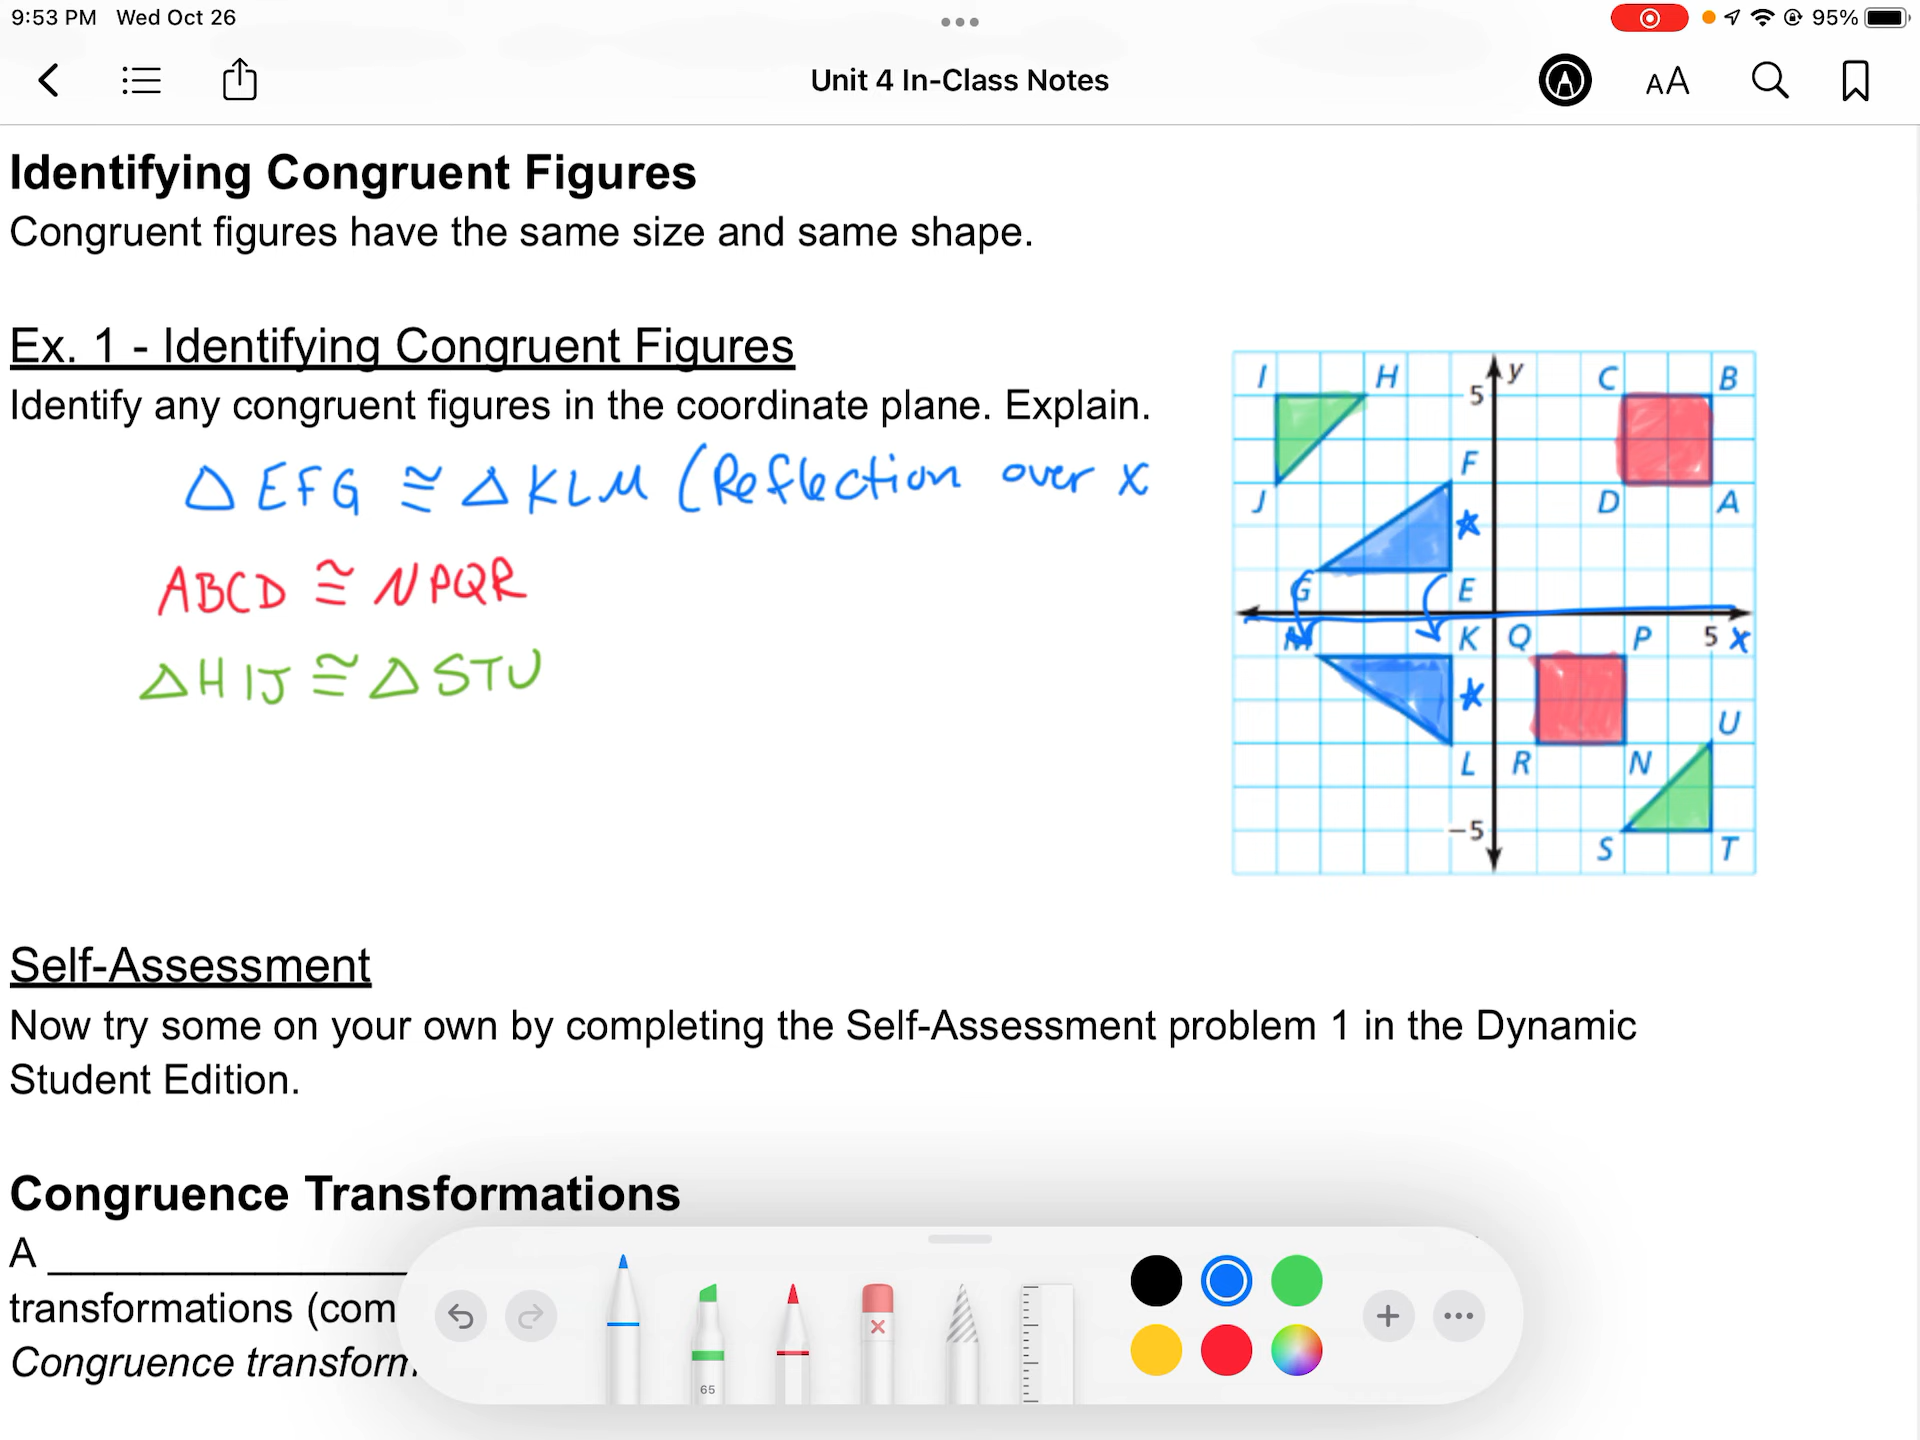 9:53 PM Wed Oct 26
95%
Unit 4 In-Class Notes
AA
Identifying Congruent Figures
Congruent figures have the same size and same shape.
Ex. 1 - Identifying Congruent Figures
Identify any congruent figures in the coordinate plane. Explain.
△ EFG ≅ △ KLM (Reflection over x
ABCD ≅ NPQR
△HIJ ≅ △STU
I H 5 y C B
F
J D A
G E
M K Q P 5 x
U
L R N
-5
S T
Self-Assessment
Now try some on your own by completing the Self-Assessment problem 1 in the Dynamic
Student Edition.
Congruence Transformations
A
transformations (com
Congruence transform
65